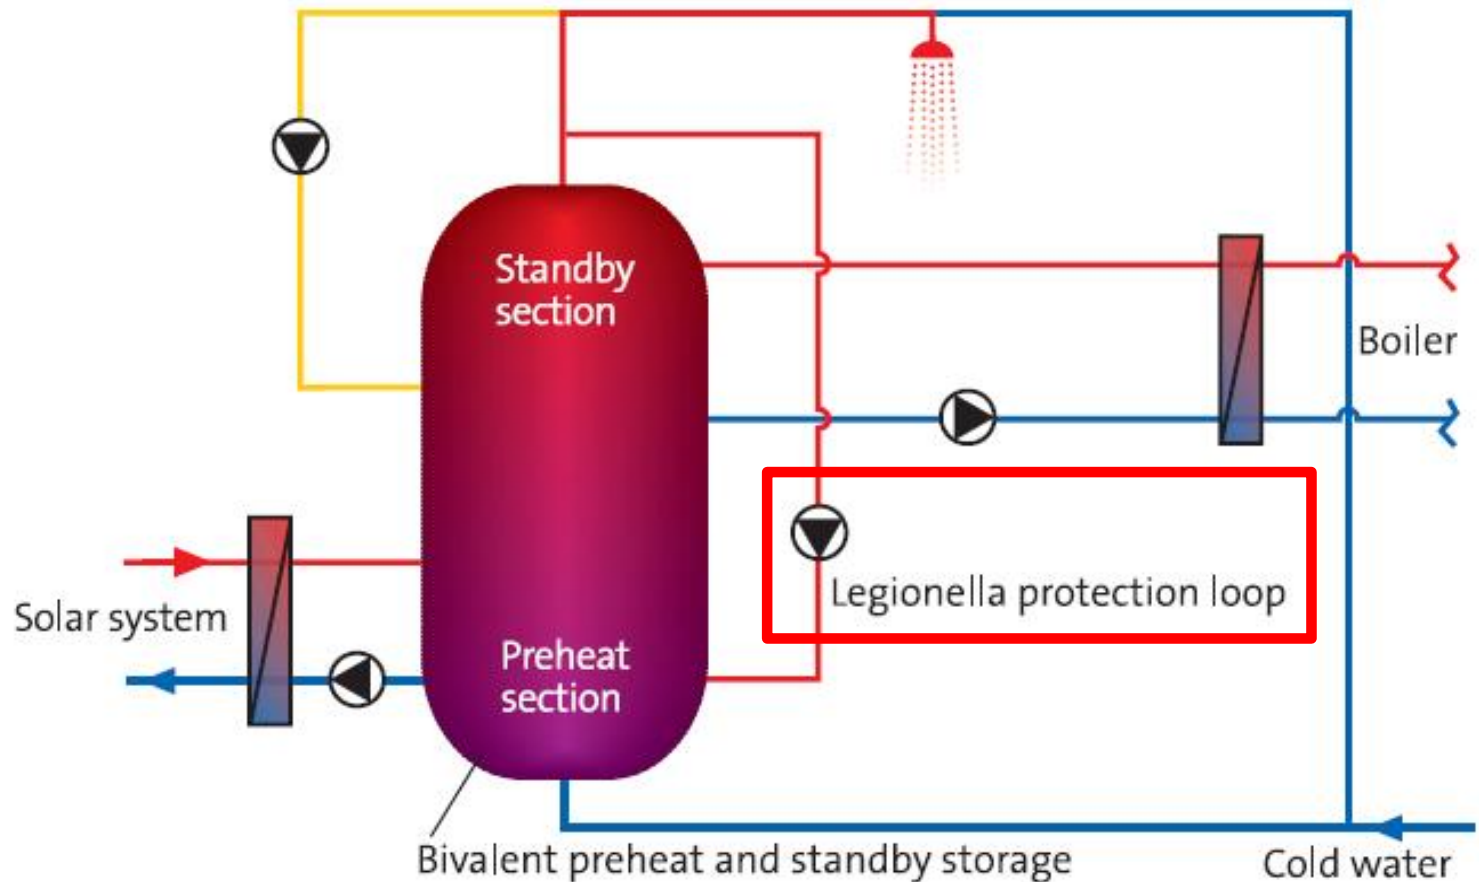 Standby
section
Boiler
Legionella protection loop
Solar system
Preheat
section
Bivalent preheat and standby storage
Cold water